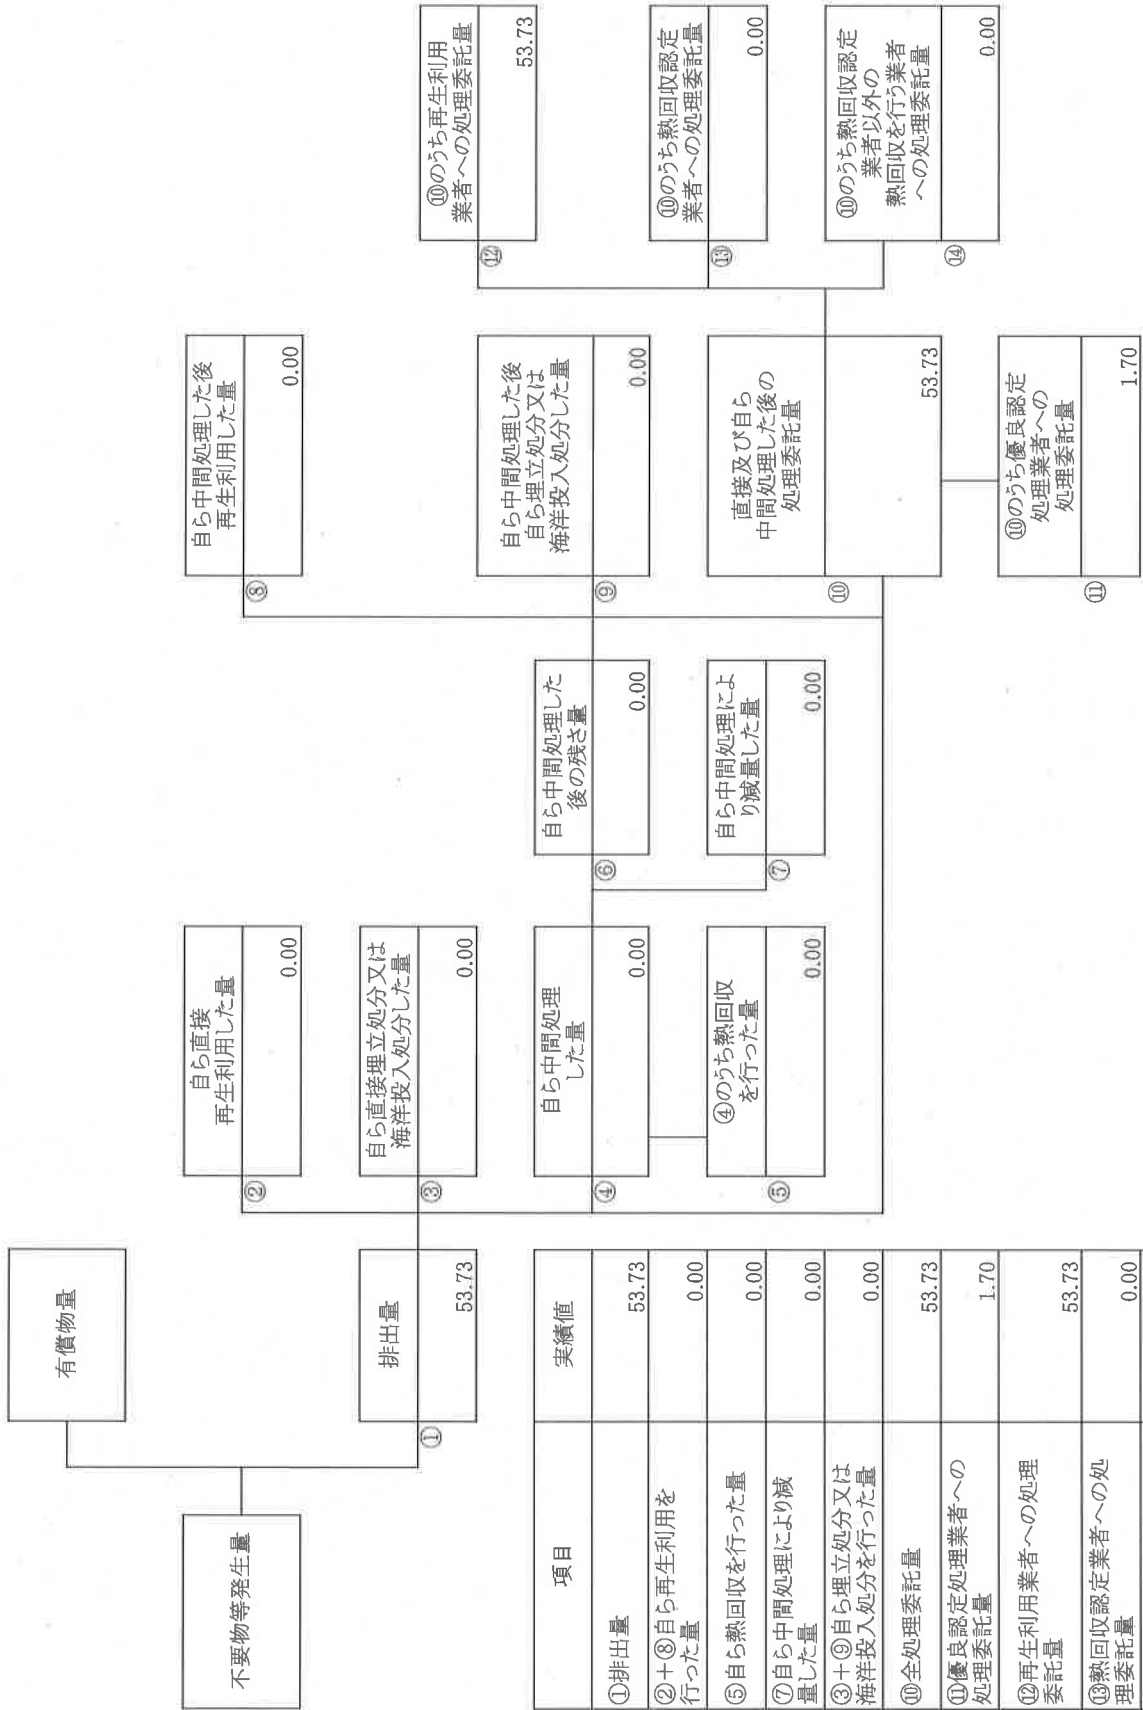 不要物等発生量
有償物量
①
排出量
53.73
②
自ら直接
再生利用した量
0.00
③
自ら直接埋立処分又は
海洋投入処分した量
0.00
④
自ら中間処理
した量
0.00
⑤
④のうち熱回収
を行った量
0.00
⑥
自ら中間処理した
後の残さ量
0.00
⑦
自ら中間処理によ
り減量した量
0.00
⑧
自ら中間処理した後
再生利用した量
0.00
⑨
自ら中間処理した後
自ら埋立処分又は
海洋投入処分した量
0.00
⑩
直接及び自ら
中間処理した後の
処理委託量
53.73
⑪
⑩のうち優良認定
処理業者への
処理委託量
1.70
⑫
⑩のうち再生利用
業者への処理委託量
53.73
⑬
⑩のうち熱回収認定
業者への処理委託量
0.00
⑭
⑩のうち熱回収認定
業者以外の
熱回収を行う業者
への処理委託量
0.00
項目 実績値
①排出量 53.73
②+⑧自ら再生利用を
行った量 0.00
⑤自ら熱回収を行った量 0.00
⑦自ら中間処理により減
量した量 0.00
③+⑨自ら埋立処分又は
海洋投入処分を行った量 0.00
⑩全処理委託量 53.73
⑪優良認定処理業者への
処理委託量 1.70
⑫再生利用業者への処理
委託量 53.73
⑬熱回収認定業者への処
理委託量 0.00